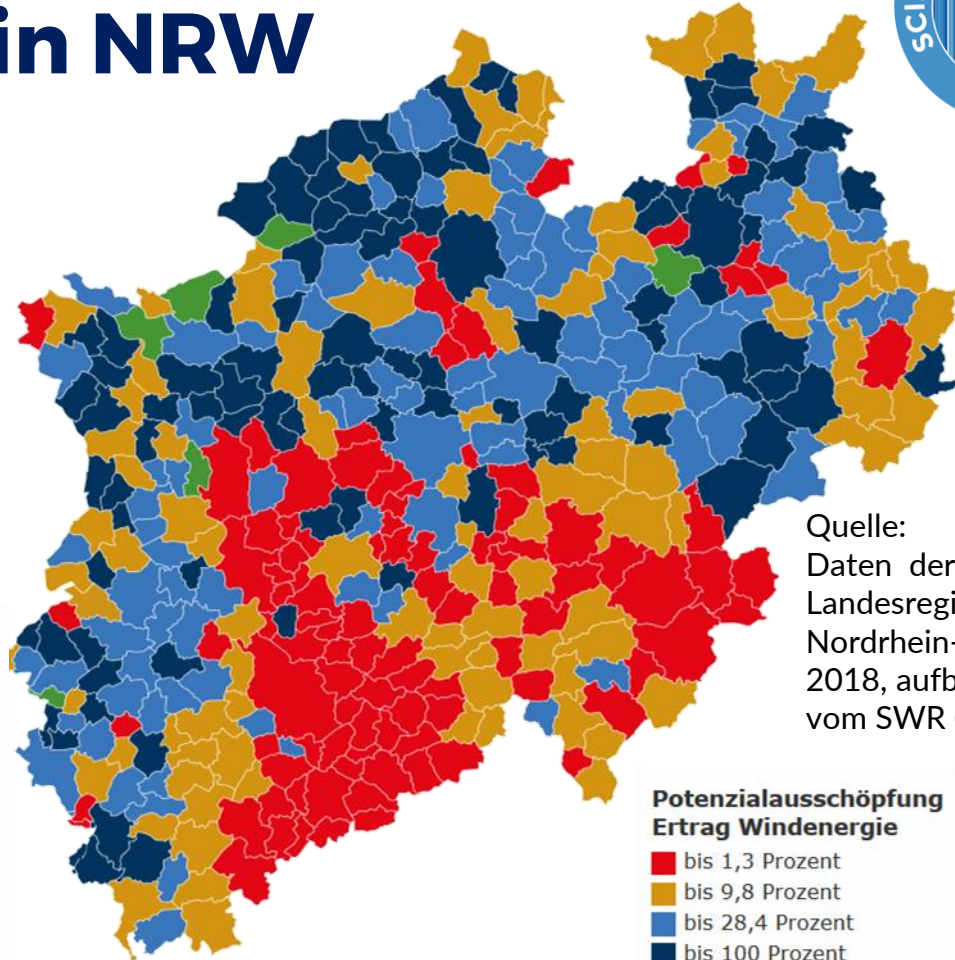 in NRW
SCI
Quelle:
Daten der
Landesregi
Nordrhein-
2018, aufb
vom SWR
Potenzialausschöpfung
Ertrag Windenergie
bis 1,3 Prozent
bis 9,8 Prozent
bis 28,4 Prozent
bis 100 Prozent